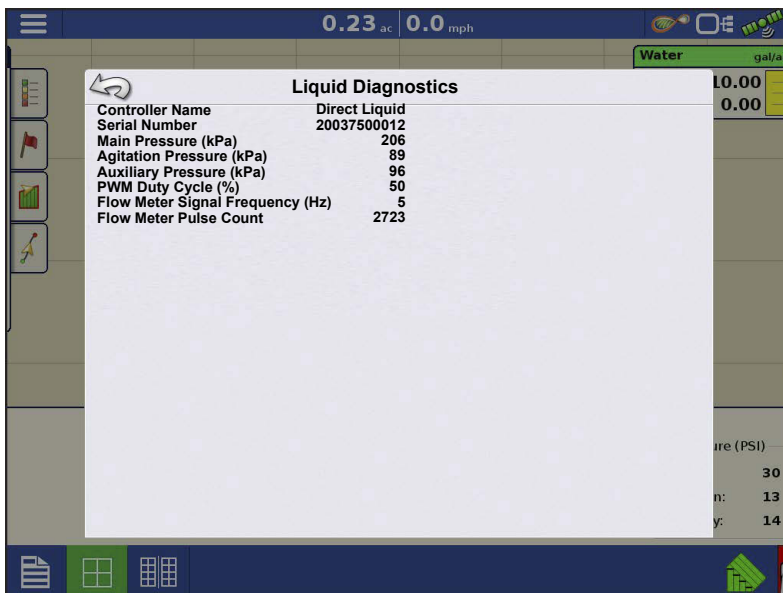 0.23 ac 0.0 mph
Water gal/a
10.00
0.00
Liquid Diagnostics
Controller Name Direct Liquid
Serial Number 20037500012
Main Pressure (kPa) 206
Agitation Pressure (kPa) 89
Auxiliary Pressure (kPa) 96
PWM Duty Cycle (%) 50
Flow Meter Signal Frequency (Hz) 5
Flow Meter Pulse Count 2723
ure (PSI)
30
n: 13
y: 14